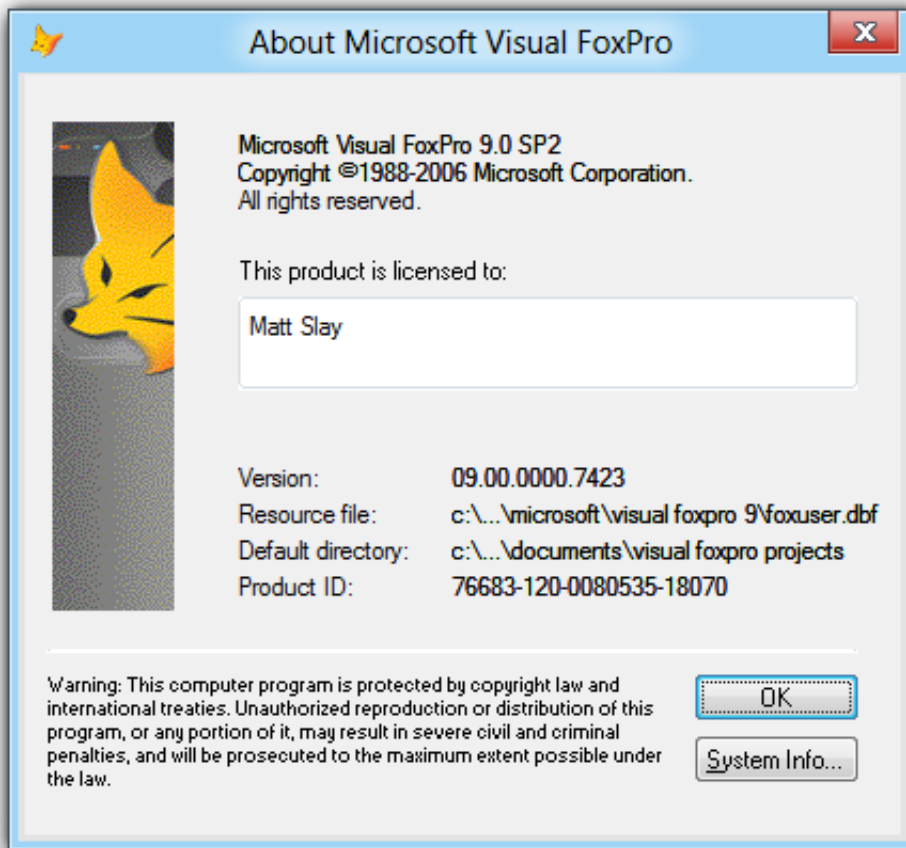 About Microsoft Visual FoxPro
Microsoft Visual FoxPro 9.0 SP2
Copyright ©1988-2006 Microsoft Corporation.
All rights reserved.
This product is licensed to:
Matt Slay
Version: 09.00.0000.7423
Resource file: c:\...\microsoft\visual foxpro 9\foxuser.dbf
Default directory: c:\...\documents\visual foxpro projects
Product ID: 76683-120-0080535-18070
Warning: This computer program is protected by copyright law and
international treaties. Unauthorized reproduction or distribution of this
program, or any portion of it, may result in severe civil and criminal
penalties, and will be prosecuted to the maximum extent possible under
the law.
OK
System Info...